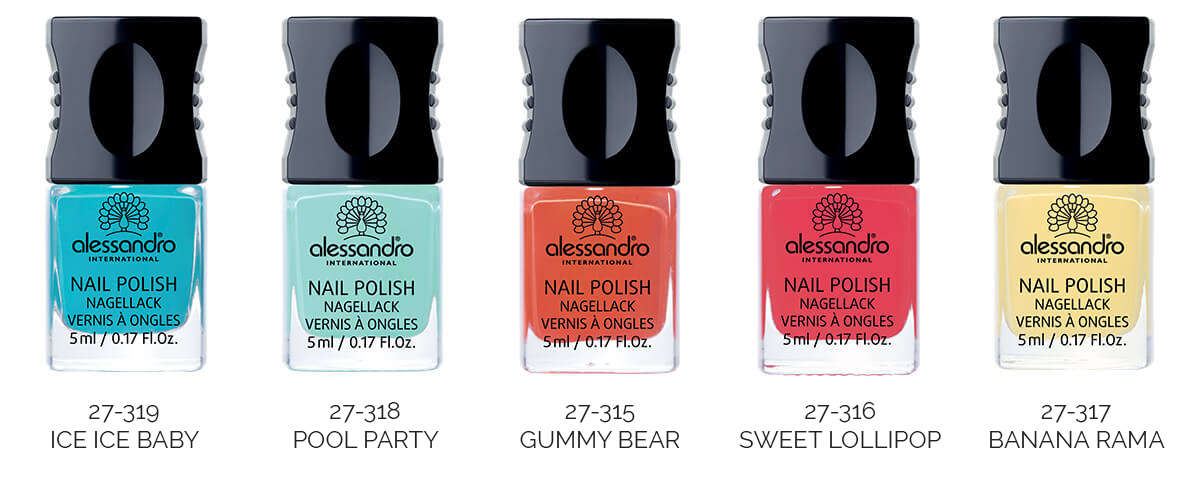 alessandro®
INTERNATIONAL
NAIL POLISH
NAGELLACK
VERNIS À ONGLES
5ml / 0.17 Fl.Oz.
27-319
ICE ICE BABY
alessandro®
INTERNATIONAL
NAIL POLISH
NAGELLACK
VERNIS À ONGLES
5ml / 0.17 Fl.Oz.
27-318
POOL PARTY
alessandro®
INTERNATIONAL
NAIL POLISH
NAGELLACK
VERNIS À ONGLES
5ml / 0.17 Fl.Oz.
27-315
GUMMY BEAR
alessandro®
INTERNATIONAL
NAIL POLISH
NAGELLACK
VERNIS À ONGLES
5ml / 0.17 Fl.Oz.
27-316
SWEET LOLLIPOP
alessandro®
INTERNATIONAL
NAIL POLISH
NAGELLACK
VERNIS À ONGLES
5ml / 0.17 Fl.Oz.
27-317
BANANA RAMA